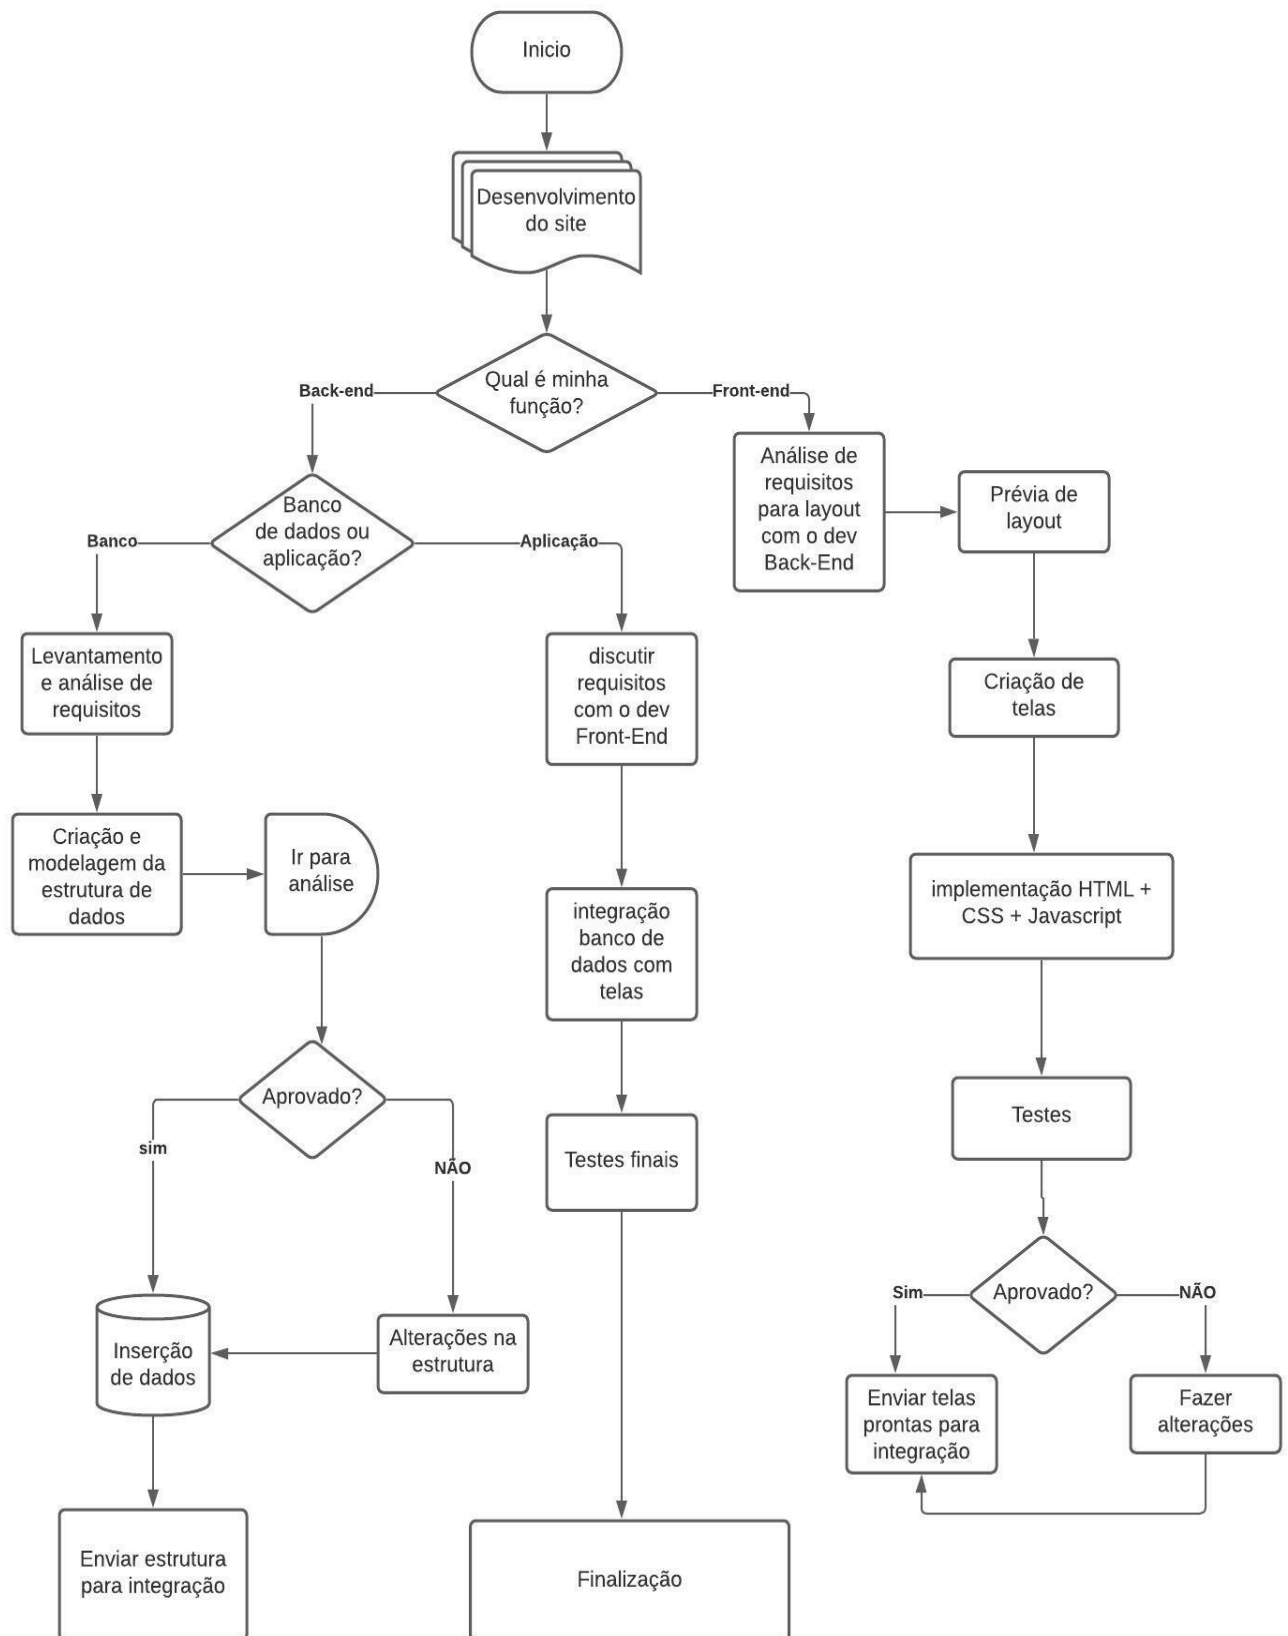 Inicio
Desenvolvimento
do site
Qual é minha
função?
Back-end
Front-end
Análise de
requisitos
para layout
com o dev
Back-End
Prévia de
layout
Banco
de dados ou
aplicação?
Banco
Aplicação
Levantamento
e análise de
requisitos
discutir
requisitos
com o dev
Front-End
Criação de
telas
Criação e
modelagem da
estrutura de
dados
Ir para
análise
implementação HTML +
CSS + Javascript
integração
banco de
dados com
telas
Aprovado?
sim
NÃO
Testes finais
Testes
Aprovado?
Sim
NÃO
Inserção
de dados
Alterações na
estrutura
Enviar telas
prontas para
integração
Fazer
alterações
Enviar estrutura
para integração
Finalização